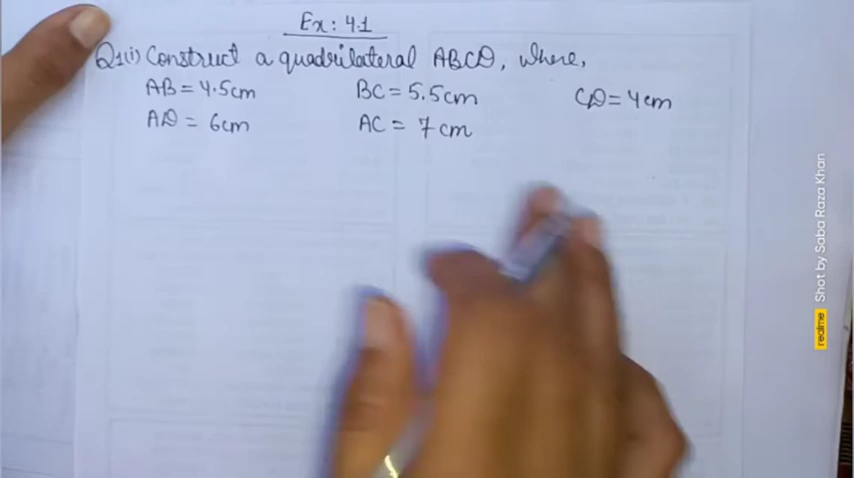 Ex: 4.1
Q1(i) Construct a quadrilateral ABCD, where,
AB = 4.5cm BC = 5.5cm CD = 4cm
AD = 6cm AC = 7cm
realme Shot by Saba Raza Khan